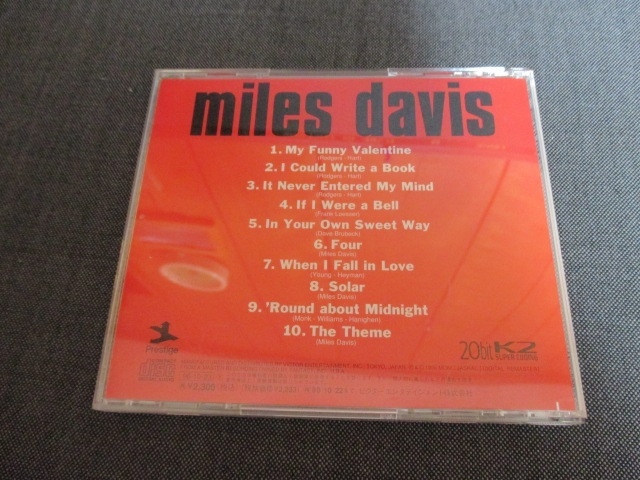 miles davis
1. My Funny Valentine
(Rodgers - Hart)
2. I Could Write a Book
(Rodgers - Hart)
3. It Never Entered My Mind
(Rodgers - Hart)
4. If I Were a Bell
(Frank Loesser)
5. In Your Own Sweet Way
(Dave Brubeck)
6. Four
(Miles Davis)
7. When I Fall in Love
(Young - Heyman)
8. Solar
(Miles Davis)
9. 'Round about Midnight
(Monk - Williams - Hanighen)
10. The Theme
(Miles Davis)
Prestige
20bit K2
SUPER CODING